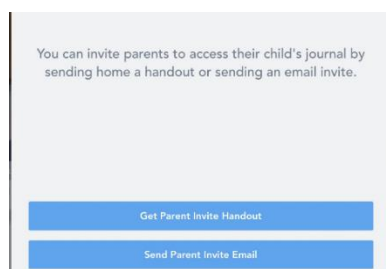 You can invite parents to access their child's journal by
sending home a handout or sending an email invite.
Get Parent Invite Handout
Send Parent Invite Email